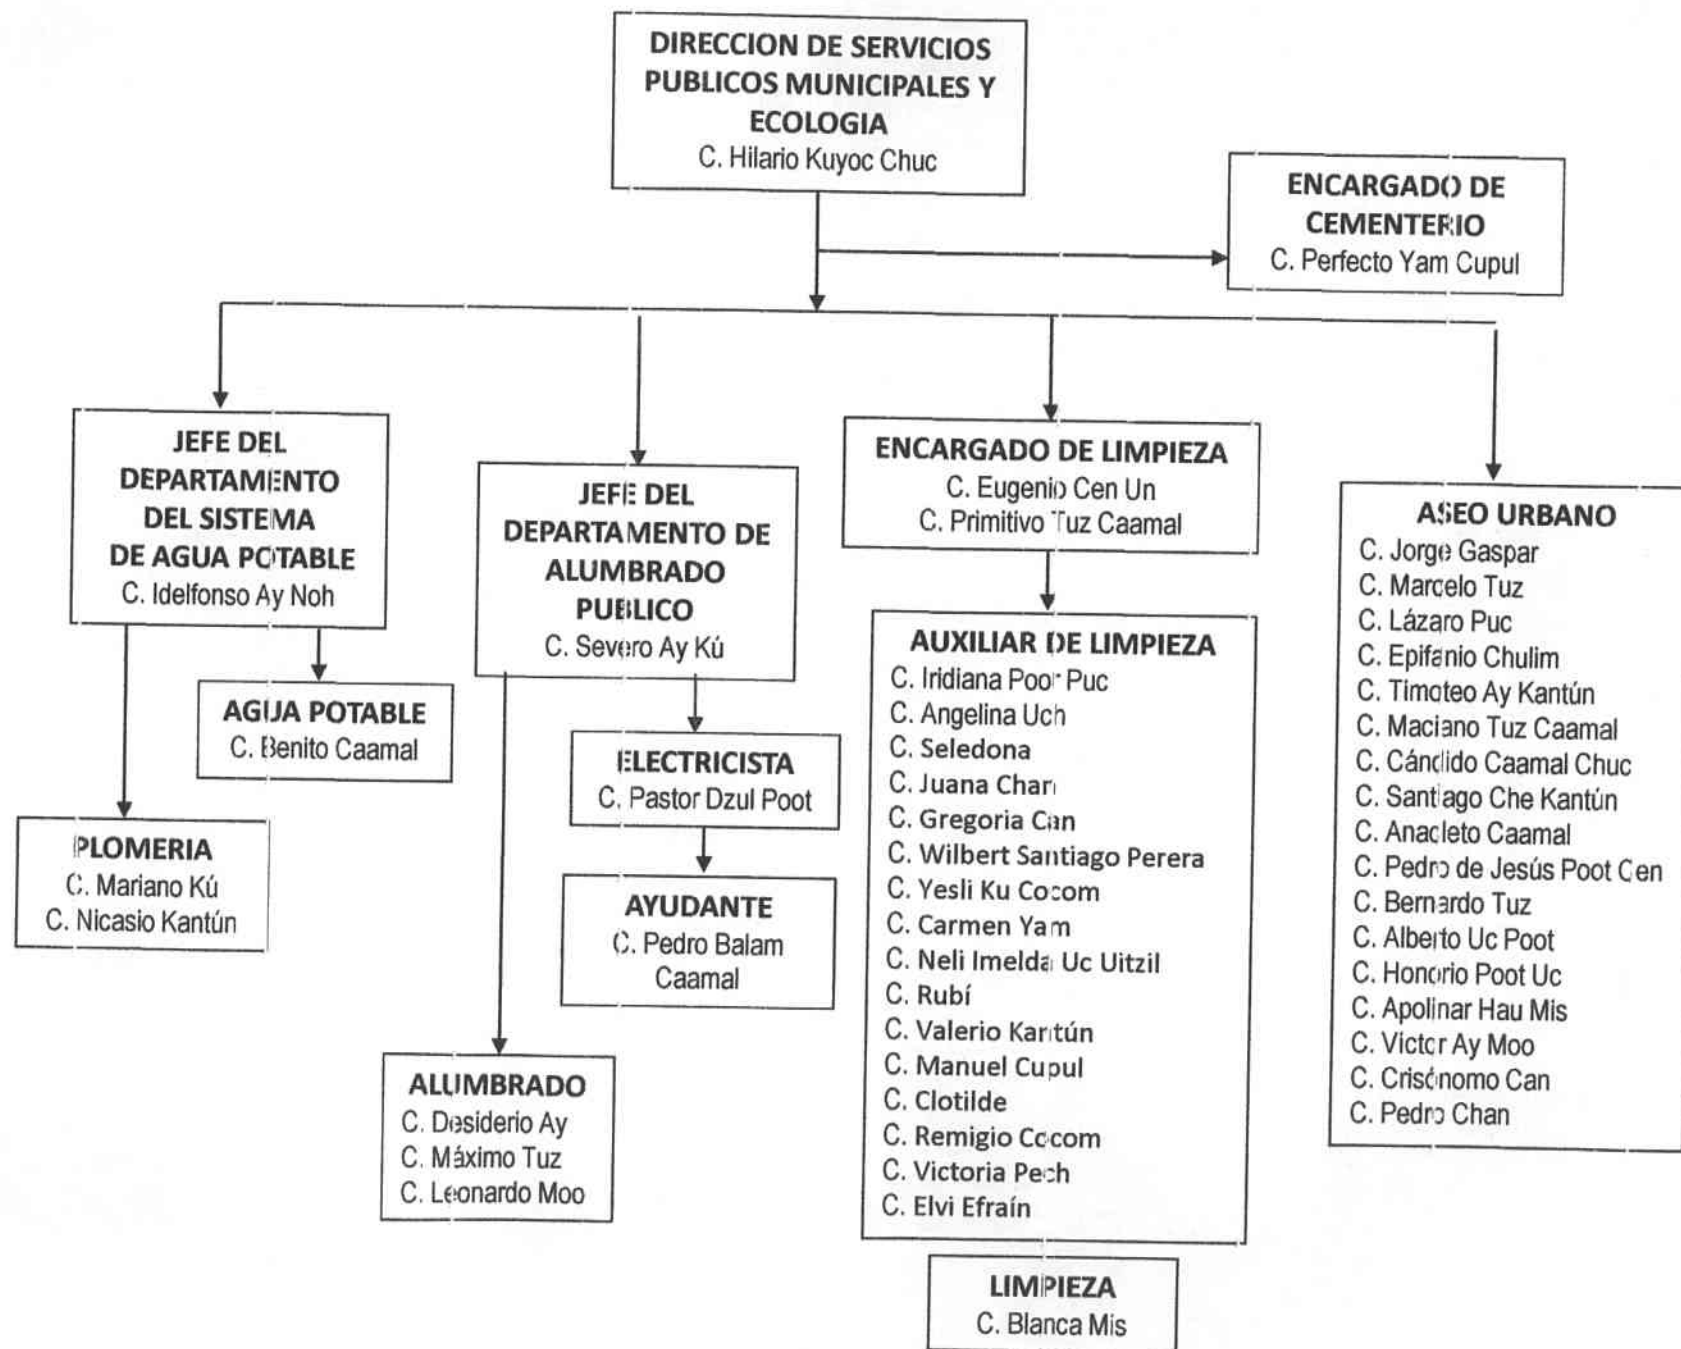 DIRECCION DE SERVICIOS
PUBLICOS MUNICIPALES Y
ECOLOGIA
C. Hilario Kuyoc Chuc
ENCARGADO DE
CEMENTERIO
C. Perfecto Yam Cupul
JEFE DEL
DEPARTAMENTO
DEL SISTEMA
DE AGUA POTABLE
C. Idelfonso Ay Noh
AGUA POTABLE
C. Benito Caamal
PLOMERIA
C. Mariano Kú
C. Nicasio Kantún
JEFE DEL
DEPARTAMENTO DE
ALUMBRADO
PUBLICO
C. Severo Ay Kú
ELECTRICISTA
C. Pastor Dzul Poot
AYUDANTE
C. Pedro Balam
Caamal
ALUMBRADO
C. Desiderio Ay
C. Máximo Tuz
C. Leonardo Moo
ENCARGADO DE LIMPIEZA
C. Eugenio Cen Un
C. Primitivo Tuz Caamal
AUXILIAR DE LIMPIEZA
C. Iridiana Poot Puc
C. Angelina Uch
C. Seledona
C. Juana Chan
C. Gregoria Can
C. Wilbert Santiago Perera
C. Yesli Ku Cocom
C. Carmen Yam
C. Neli Imelda Uc Uitzil
C. Rubí
C. Valerio Kantún
C. Manuel Cupul
C. Clotilde
C. Remigio Cocom
C. Victoria Pech
C. Elvi Efraín
LIMPIEZA
C. Blanca Mis
ASEO URBANO
C. Jorge Gaspar
C. Marcelo Tuz
C. Lázaro Puc
C. Epifanio Chulim
C. Timoteo Ay Kantún
C. Maciano Tuz Caamal
C. Cándido Caamal Chuc
C. Santiago Che Kantún
C. Anacleto Caamal
C. Pedro de Jesús Poot Cen
C. Bernardo Tuz
C. Alberto Uc Poot
C. Honorio Poot Uc
C. Apolinar Hau Mis
C. Victor Ay Moo
C. Crisónomo Can
C. Pedro Chan